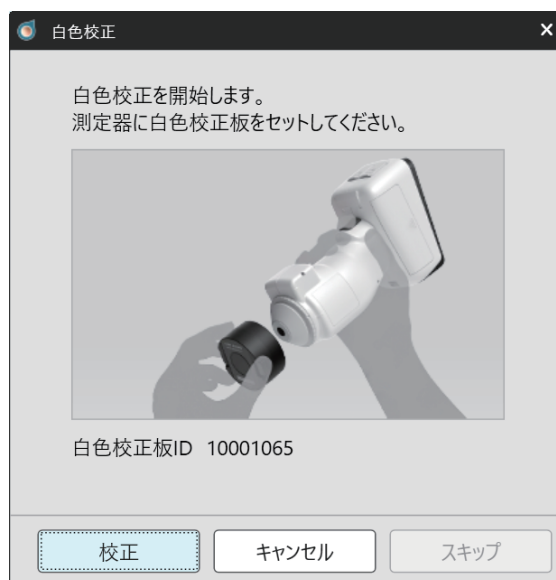 白色校正
白色校正を開始します。
測定器に白色校正板をセットしてください。
白色校正板ID 10001065
校正
キャンセル
スキップ